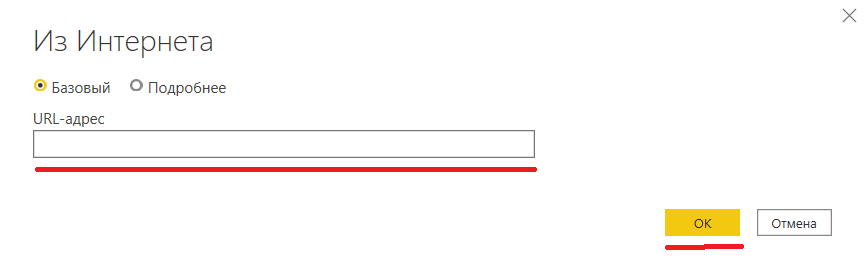 Из Интернета
Базовый Подробнее
URL-адрес
ОК Отмена